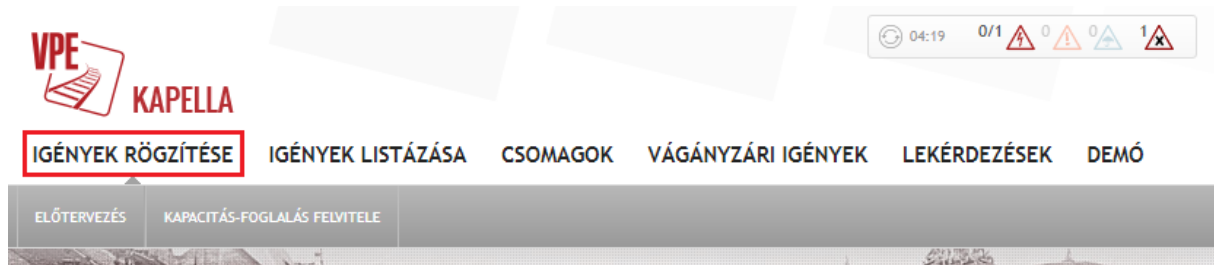 VPE
KAPELLA
04:19 0/1 0 0 1
IGÉNYEK RÖGZÍTÉSE IGÉNYEK LISTÁZÁSA CSOMAGOK VÁGÁNYZÁRI IGÉNYEK LEKÉRDEZÉSEK DEMÓ
ELŐTERVEZÉS KAPACITÁS-FOGLALÁS FELVITELE